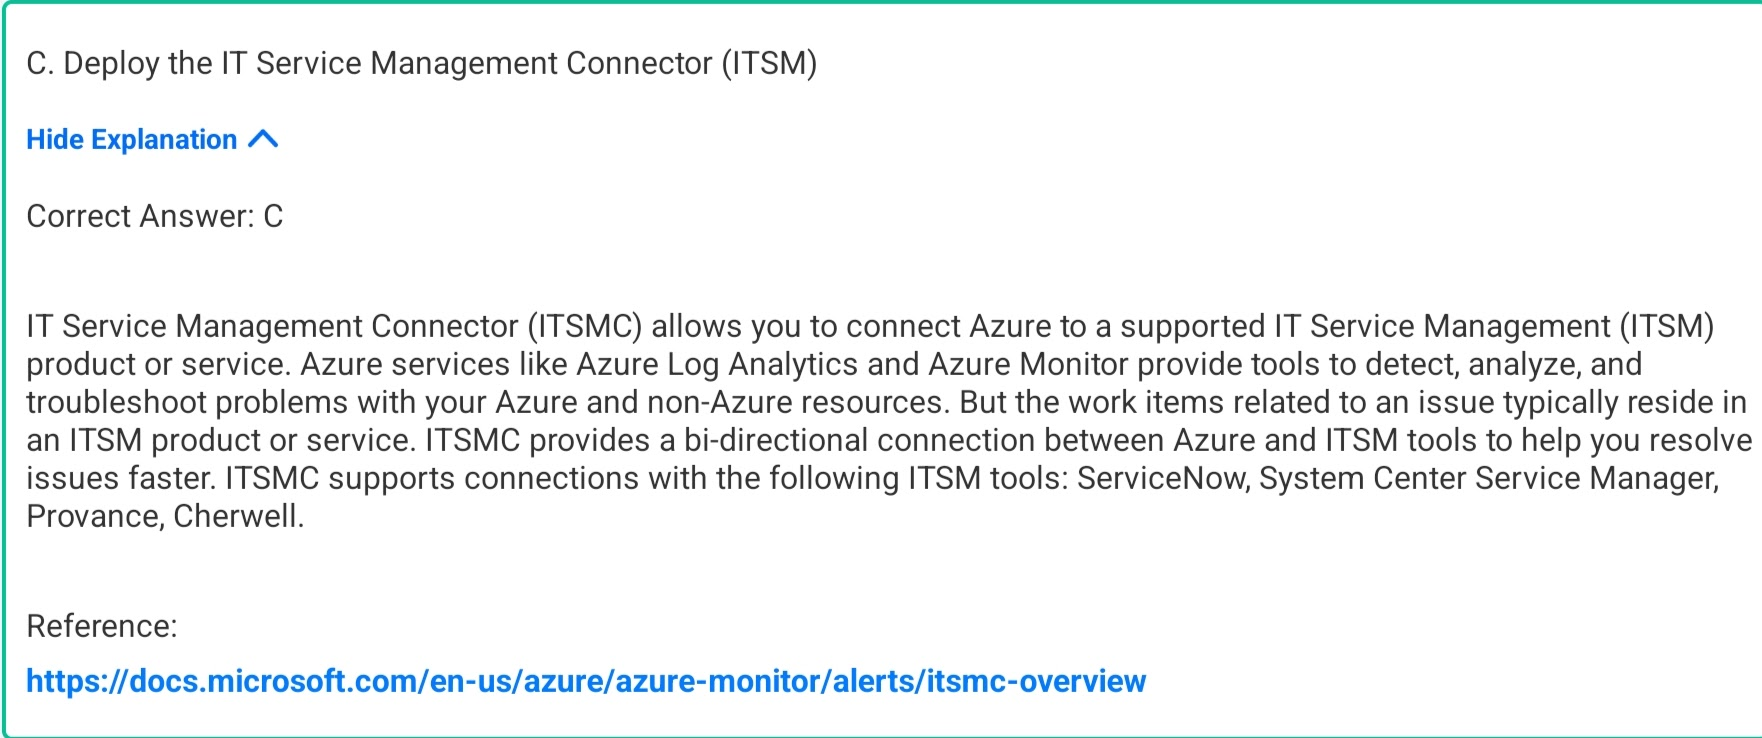 C. Deploy the IT Service Management Connector (ITSM)
Hide Explanation
Correct Answer: C
IT Service Management Connector (ITSMC) allows you to connect Azure to a supported IT Service Management (ITSM)
product or service. Azure services like Azure Log Analytics and Azure Monitor provide tools to detect, analyze, and
troubleshoot problems with your Azure and non-Azure resources. But the work items related to an issue typically reside in
an ITSM product or service. ITSMC provides a bi-directional connection between Azure and ITSM tools to help you resolve
issues faster. ITSMC supports connections with the following ITSM tools: ServiceNow, System Center Service Manager,
Provance, Cherwell.
Reference:
https://docs.microsoft.com/en-us/azure/azure-monitor/alerts/itsmc-overview